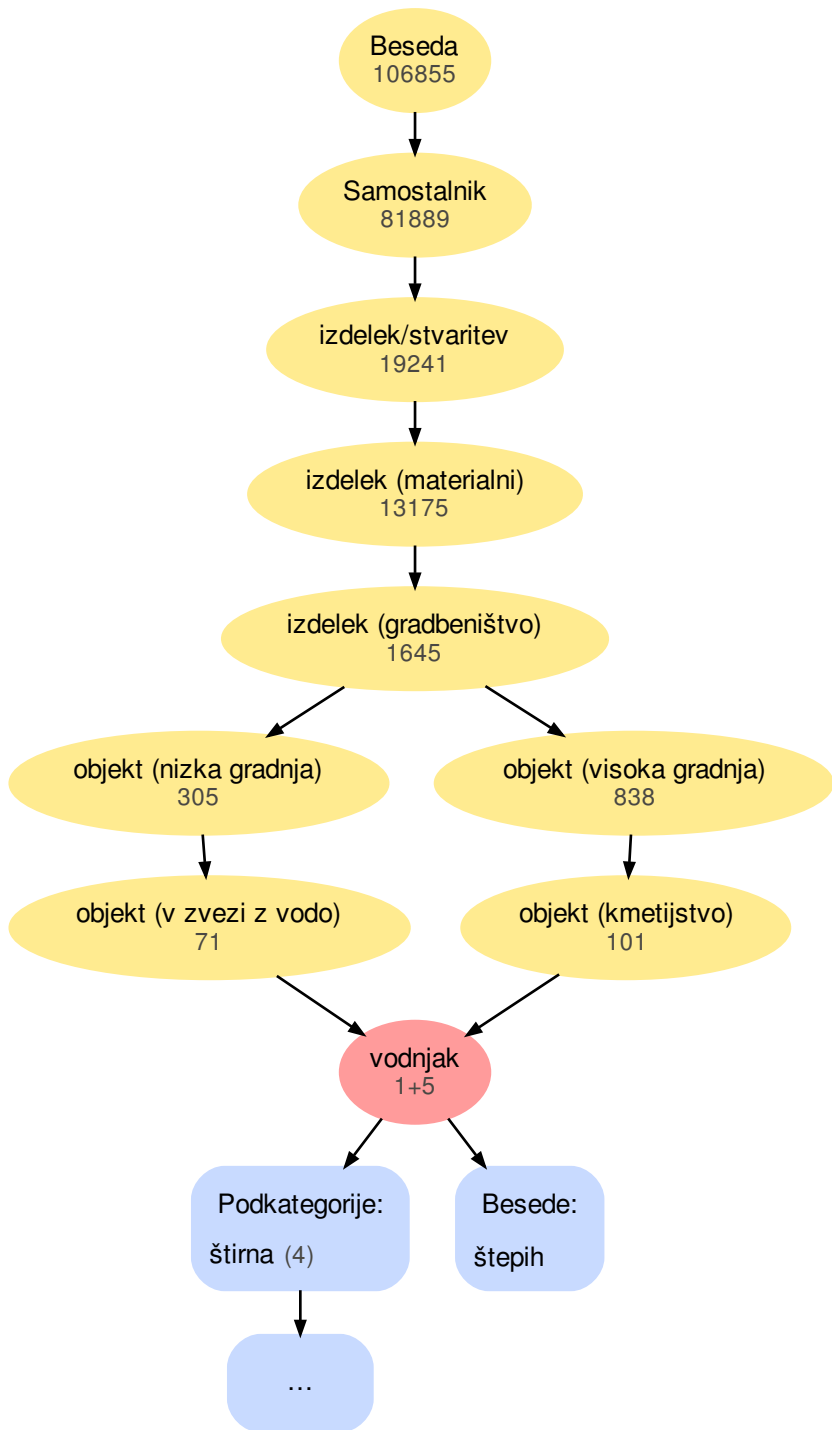 Beseda
106855
Samostalnik
81889
izdelek/stvaritev
19241
izdelek (materialni)
13175
izdelek (gradbeništvo)
1645
objekt (nizka gradnja)
305
objekt (visoka gradnja)
838
objekt (v zvezi z vodo)
71
objekt (kmetijstvo)
101
vodnjak
1+5
Podkategorije:
štirna (4)
Besede:
štepih
...